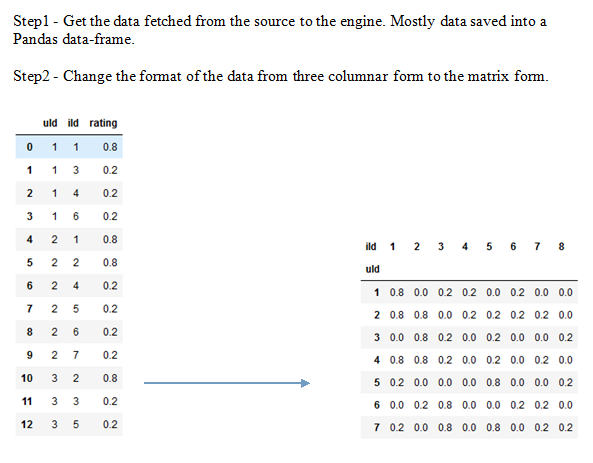 Step1 - Get the data fetched from the source to the engine. Mostly data saved into a
Pandas data-frame.
Step2 - Change the format of the data from three columnar form to the matrix form.
uId iId rating
0 1 1 0.8
1 1 3 0.2
2 1 4 0.2
3 1 6 0.2
4 2 1 0.8
5 2 2 0.8
6 2 4 0.2
7 2 5 0.2
8 2 6 0.2
9 2 7 0.2
10 3 2 0.8
11 3 3 0.2
12 3 5 0.2
iId 1 2 3 4 5 6 7 8
uId
1 0.8 0.0 0.2 0.2 0.0 0.2 0.0 0.0
2 0.8 0.8 0.0 0.2 0.2 0.2 0.2 0.0
3 0.0 0.8 0.2 0.0 0.2 0.0 0.0 0.2
4 0.8 0.8 0.2 0.0 0.2 0.0 0.2 0.0
5 0.2 0.0 0.0 0.0 0.8 0.0 0.0 0.2
6 0.0 0.2 0.8 0.0 0.0 0.2 0.2 0.0
7 0.2 0.0 0.8 0.0 0.8 0.0 0.2 0.2